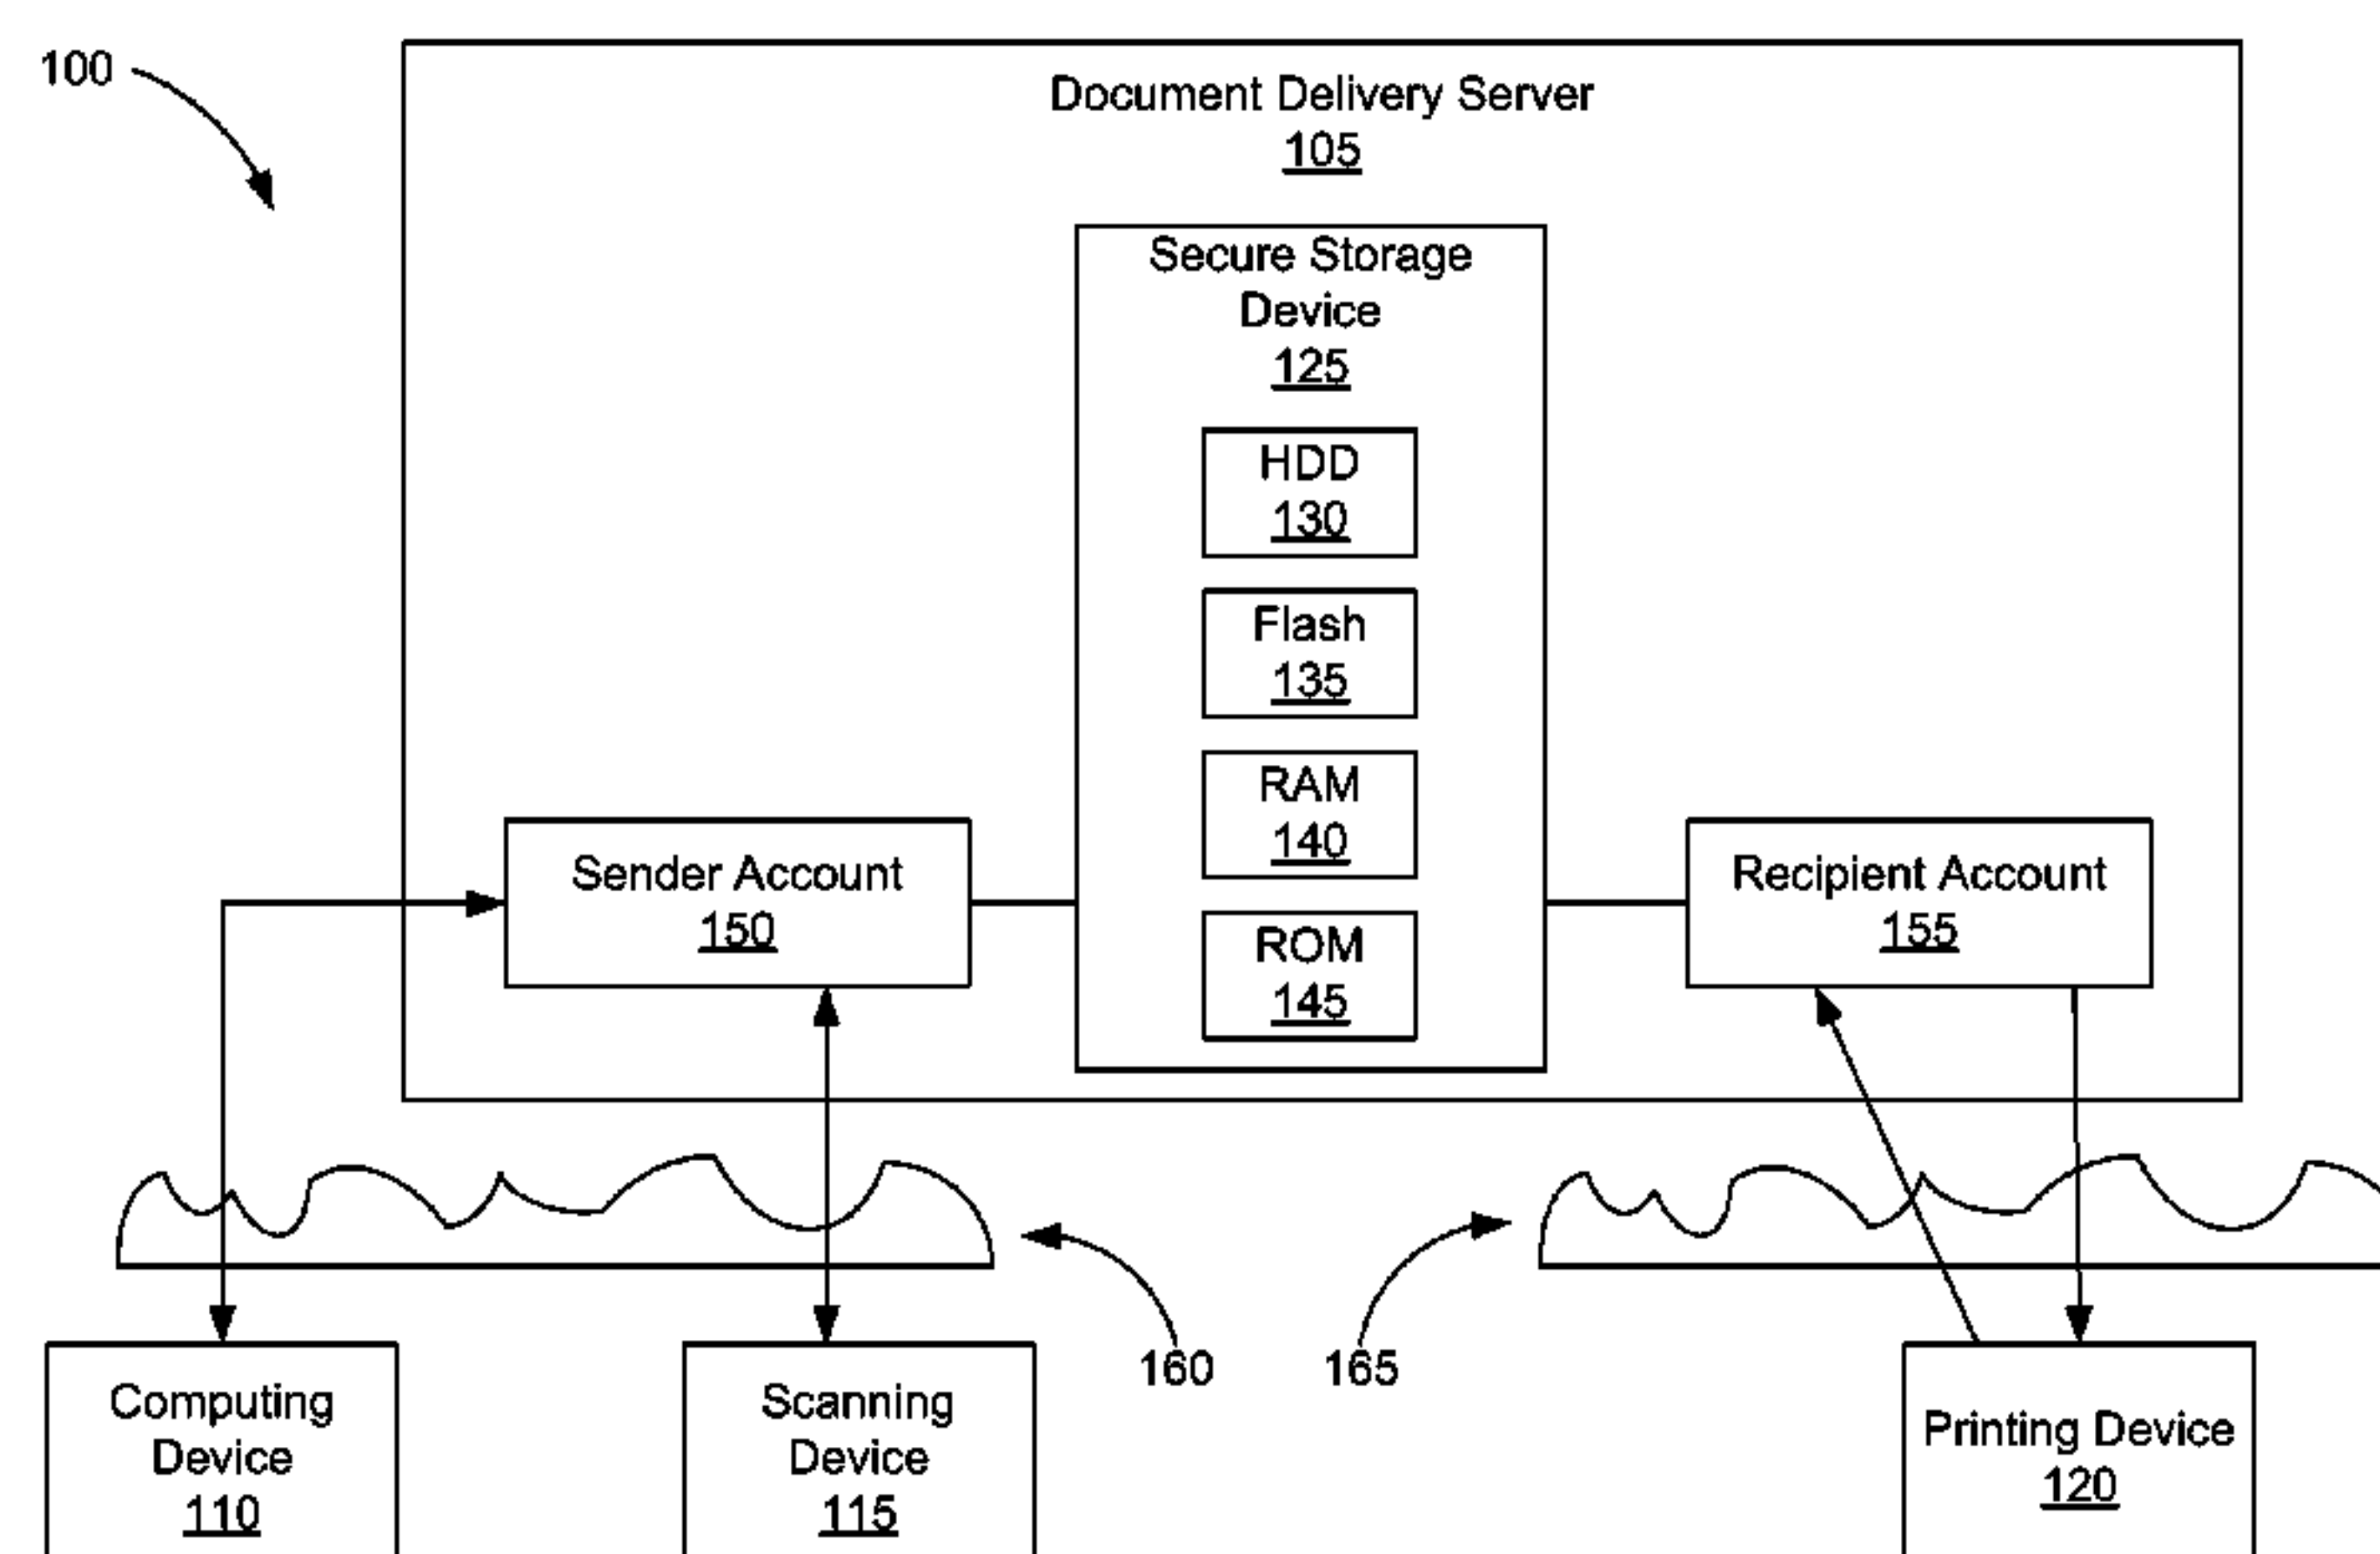 100
Document Delivery Server
105
Secure Storage
Device
125
HDD
130
Flash
135
RAM
140
ROM
145
Sender Account
150
Recipient Account
155
160
165
Computing
Device
110
Scanning
Device
115
Printing Device
120